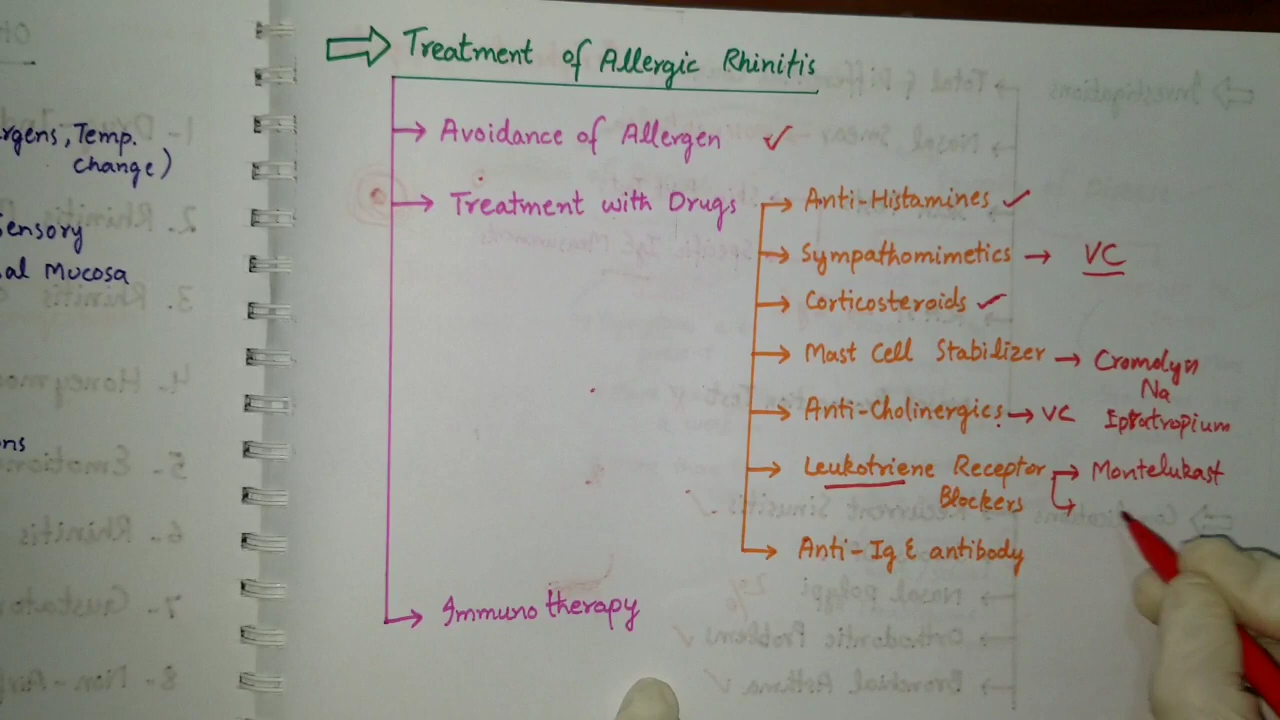 Treatment of Allergic Rhinitis
Avoidance of Allergen ✓
Treatment with Drugs
Anti-Histamines ✓
Sympathomimetics → VC
Corticosteroids ✓
Mast Cell Stabilizer → Cromolyn
Na
Anti-Cholinergics → VC Ipratropium
Leukotriene Receptor → Montelukast
Blockers
Anti-IgE antibody
Immunotherapy
rgens, Temp.
change)
Sensory
al Mucosa
ns